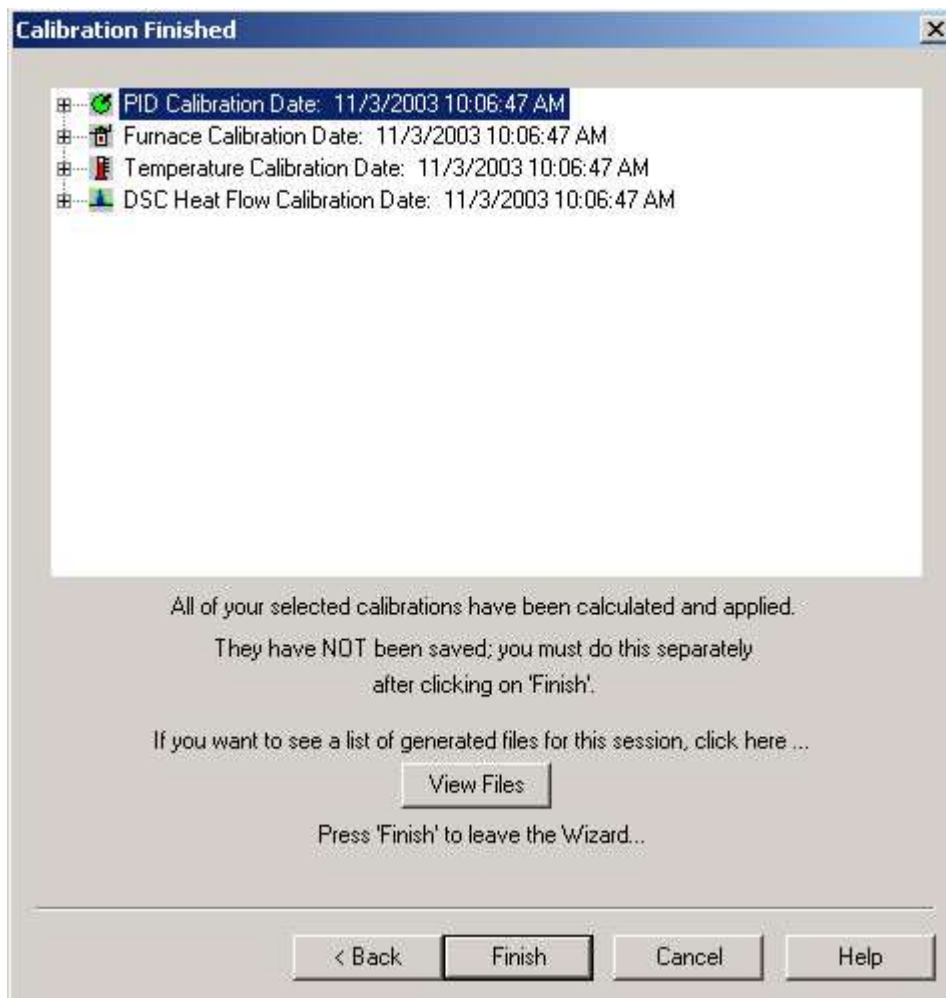 Calibration Finished
PID Calibration Date: 11/3/2003 10:06:47 AM
Furnace Calibration Date: 11/3/2003 10:06:47 AM
Temperature Calibration Date: 11/3/2003 10:06:47 AM
DSC Heat Flow Calibration Date: 11/3/2003 10:06:47 AM
All of your selected calibrations have been calculated and applied.
They have NOT been saved; you must do this separately
after clicking on 'Finish'.
If you want to see a list of generated files for this session, click here ...
View Files
Press 'Finish' to leave the Wizard...
< Back Finish Cancel Help